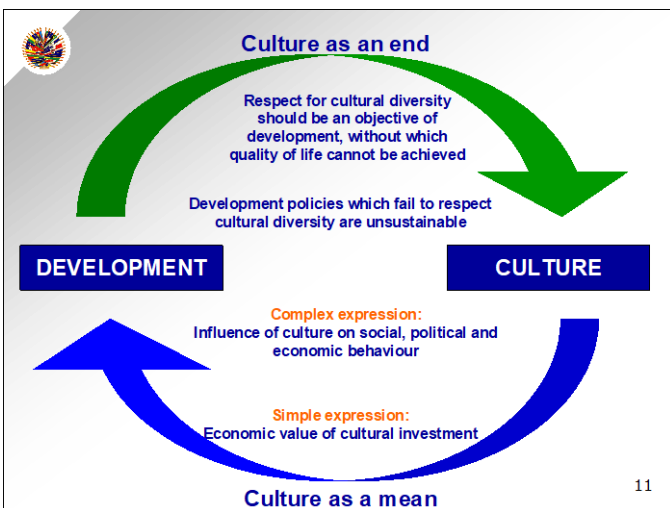 Culture as an end
Respect for cultural diversity
should be an objective of
development, without which
quality of life cannot be achieved
Development policies which fail to respect
cultural diversity are unsustainable
DEVELOPMENT
CULTURE
Complex expression:
Influence of culture on social, political and
economic behaviour
Simple expression:
Economic value of cultural investment
Culture as a mean
11